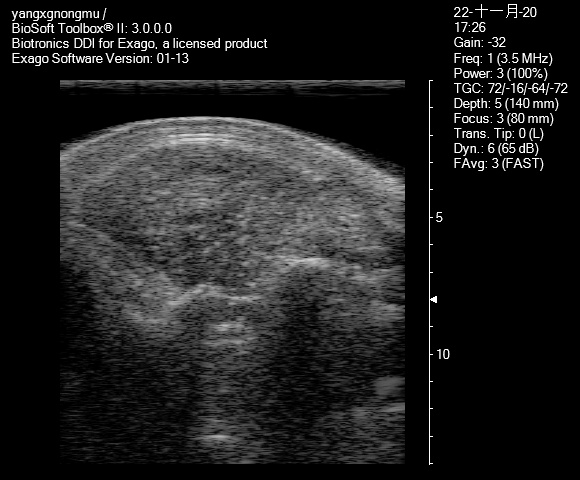 yangxgnongmu /
BioSoft Toolbox® II: 3.0.0.0
Biotronics DDI for Exago, a licensed product
Exago Software Version: 01-13
22-十一月-20
17:26
Gain: -32
Freq: 1 (3.5 MHz)
Power: 3 (100%)
TGC: 72/-16/-64/-72
Depth: 5 (140 mm)
Focus: 3 (80 mm)
Trans. Tip: 0 (L)
Dyn.: 6 (65 dB)
FAvg: 3 (FAST)
5
10